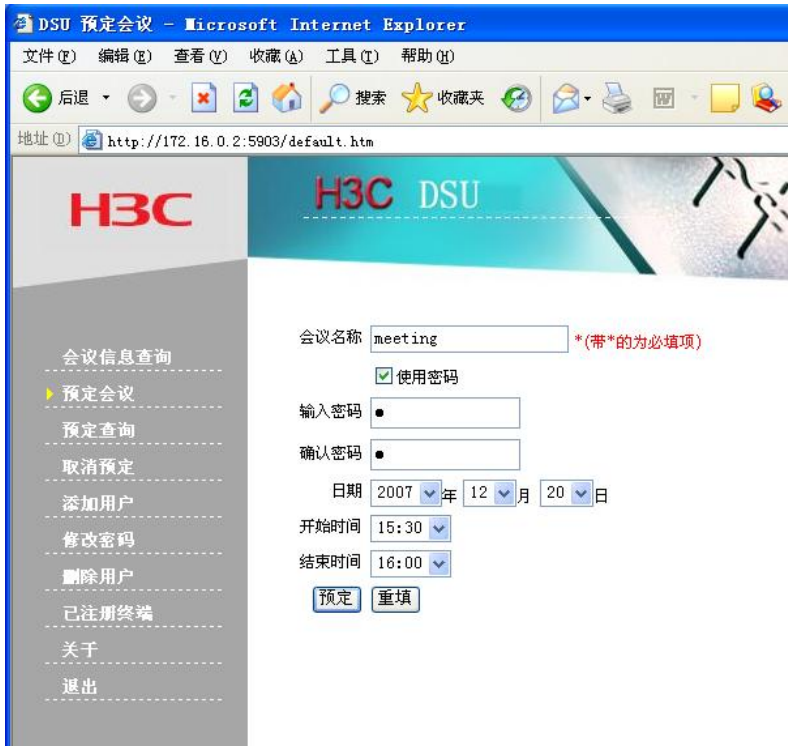 DSU 预定会议 - Microsoft Internet Explorer
文件(F) 编辑(E) 查看(V) 收藏(A) 工具(T) 帮助(H)
后退 搜索 收藏夹
地址(D) http://172.16.0.2:5903/default.htm
H3C
H3C DSU
会议信息查询
预定会议
预定查询
取消预定
添加用户
修改密码
删除用户
已注册终端
关于
退出
会议名称 meeting *(带*的为必填项)
使用密码
输入密码 ●
确认密码 ●
日期 2007 年 12 月 20 日
开始时间 15:30
结束时间 16:00
预定 重填